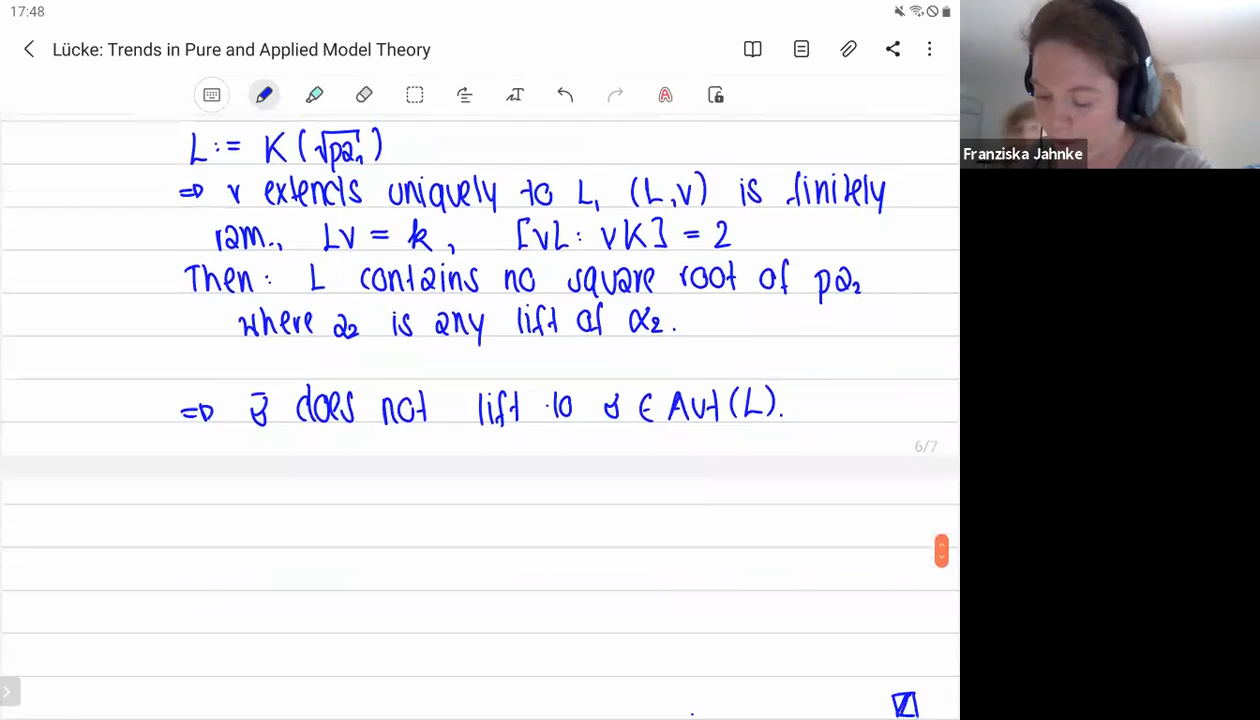 17:48
Lücke: Trends in Pure and Applied Model Theory
L := K(√pa₁)
⇒ v extends uniquely to L, (L,v) is finitely
ram., Lv = k, [vL : vK] = 2
Then: L contains no square root of pa₂
where a₂ is any lift of α₂.
⇒ σ̄ does not lift to σ ∈ Aut(L).
6/7
Franziska Jahnke